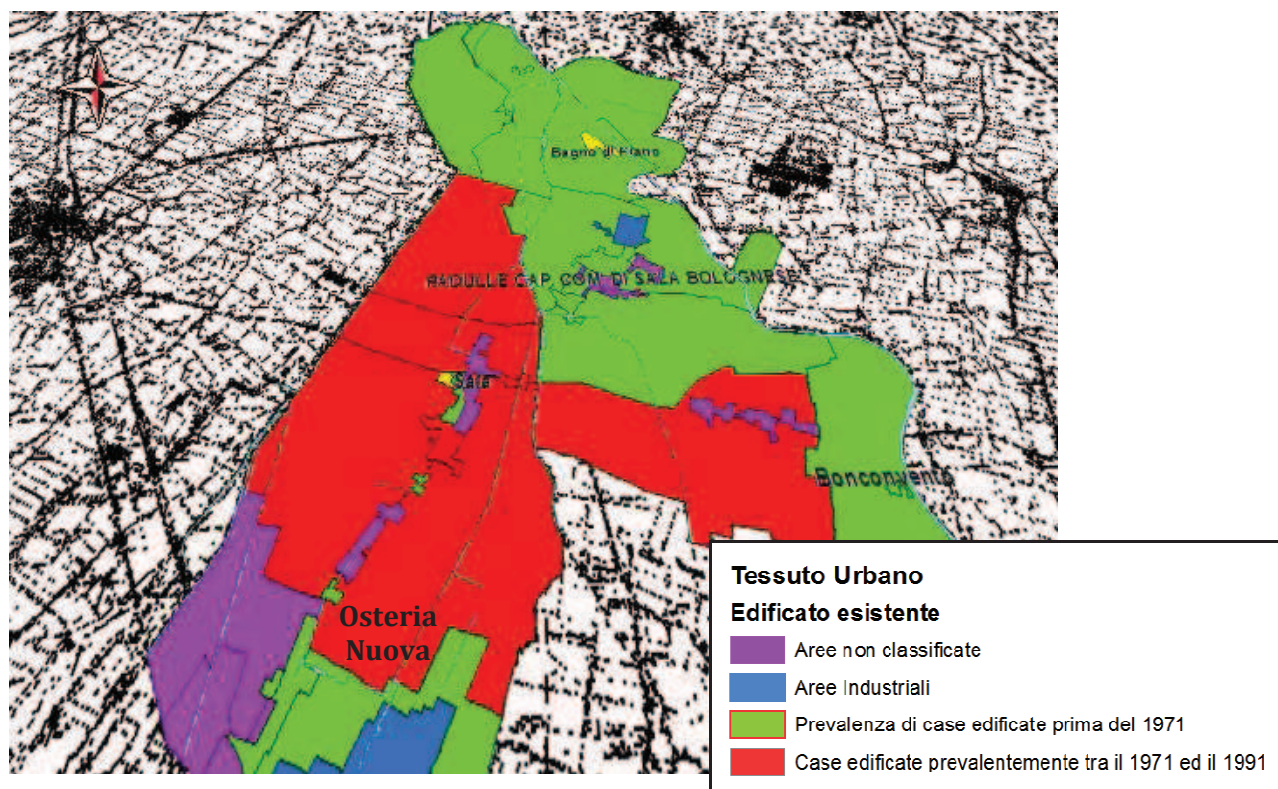 Bagno di Piano
PADULLE CAP. COM. DI SALA BOLOGNESE
Sala
Bonconvento
Osteria
Nuova
Tessuto Urbano
Edificato esistente
Aree non classificate
Aree Industriali
Prevalenza di case edificate prima del 1971
Case edificate prevalentemente tra il 1971 ed il 1991